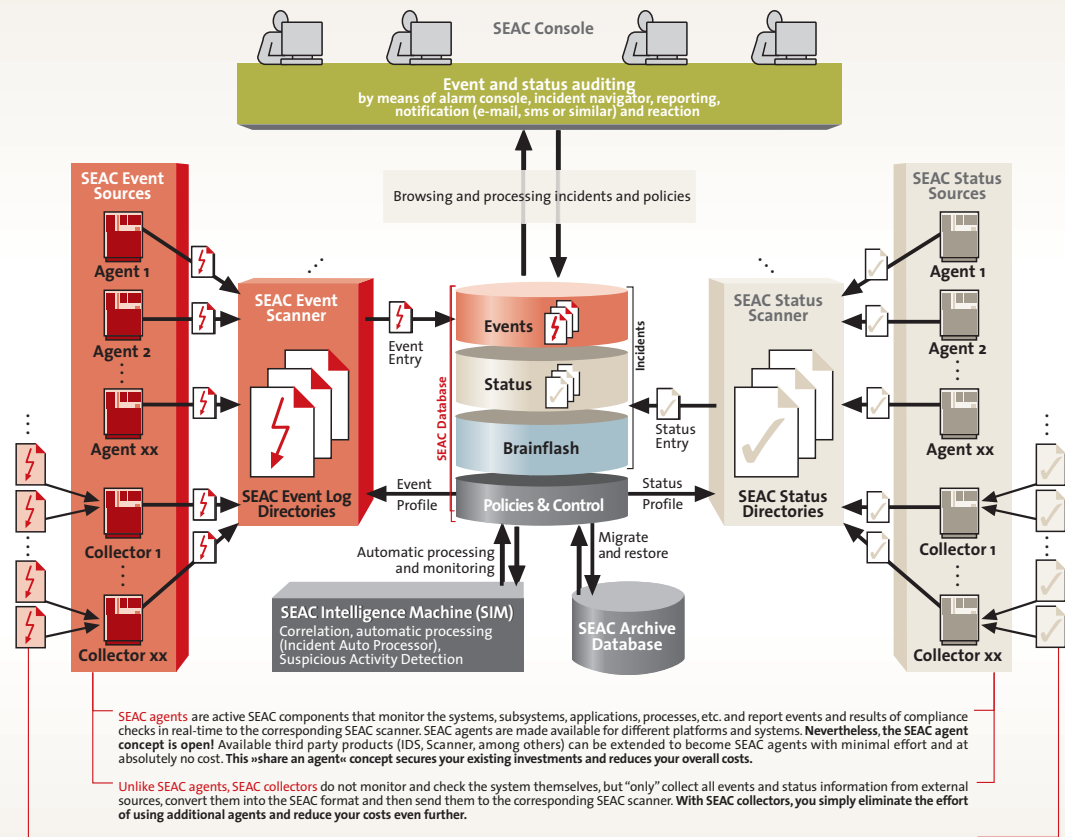 SEAC Console
Event and status auditing
by means of alarm console, incident navigator, reporting,
notification (e-mail, sms or similar) and reaction
Browsing and processing incidents and policies
SEAC Event
Sources
Agent 1
Agent 2
Agent xx
Collector 1
Collector xx
SEAC Event
Scanner
SEAC Event Log
Directories
Event
Entry
Event
Profile
SEAC Database
Events
Status
Brainflash
Policies & Control
Incidents
Status
Entry
Status
Profile
SEAC Status
Scanner
SEAC Status
Directories
SEAC Status
Sources
Agent 1
Agent 2
Agent xx
Collector 1
Collector xx
Automatic processing
and monitoring
Migrate
and restore
SEAC Intelligence Machine (SIM)
Correlation, automatic processing
(Incident Auto Processor),
Suspicious Activity Detection
SEAC Archive
Database
SEAC agents are active SEAC components that monitor the systems, subsystems, applications, processes, etc. and report events and results of compliance
checks in real-time to the corresponding SEAC scanner. SEAC agents are made available for different platforms and systems. Nevertheless, the SEAC agent
concept is open! Available third party products (IDS, Scanner, among others) can be extended to become SEAC agents with minimal effort and at
absolutely no cost. This »share an agent« concept secures your existing investments and reduces your overall costs.
Unlike SEAC agents, SEAC collectors do not monitor and check the system themselves, but "only" collect all events and status information from external
sources, convert them into the SEAC format and then send them to the corresponding SEAC scanner. With SEAC collectors, you simply eliminate the effort
of using additional agents and reduce your costs even further.